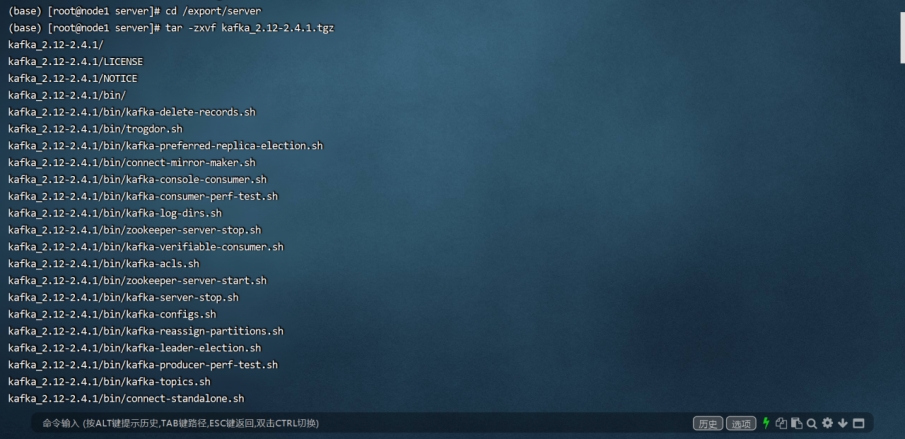 (base) [root@node1 server]# cd /export/server
(base) [root@node1 server]# tar -zxvf kafka_2.12-2.4.1.tgz
kafka_2.12-2.4.1/
kafka_2.12-2.4.1/LICENSE
kafka_2.12-2.4.1/NOTICE
kafka_2.12-2.4.1/bin/
kafka_2.12-2.4.1/bin/kafka-delete-records.sh
kafka_2.12-2.4.1/bin/trogdor.sh
kafka_2.12-2.4.1/bin/kafka-preferred-replica-election.sh
kafka_2.12-2.4.1/bin/connect-mirror-maker.sh
kafka_2.12-2.4.1/bin/kafka-console-consumer.sh
kafka_2.12-2.4.1/bin/kafka-consumer-perf-test.sh
kafka_2.12-2.4.1/bin/kafka-log-dirs.sh
kafka_2.12-2.4.1/bin/zookeeper-server-stop.sh
kafka_2.12-2.4.1/bin/kafka-verifiable-consumer.sh
kafka_2.12-2.4.1/bin/kafka-acls.sh
kafka_2.12-2.4.1/bin/zookeeper-server-start.sh
kafka_2.12-2.4.1/bin/kafka-server-stop.sh
kafka_2.12-2.4.1/bin/kafka-configs.sh
kafka_2.12-2.4.1/bin/kafka-reassign-partitions.sh
kafka_2.12-2.4.1/bin/kafka-leader-election.sh
kafka_2.12-2.4.1/bin/kafka-producer-perf-test.sh
kafka_2.12-2.4.1/bin/kafka-topics.sh
kafka_2.12-2.4.1/bin/connect-standalone.sh
命令输入 (按ALT键提示历史,TAB键路径,ESC键返回,双击CTRL切换) 历史 选项